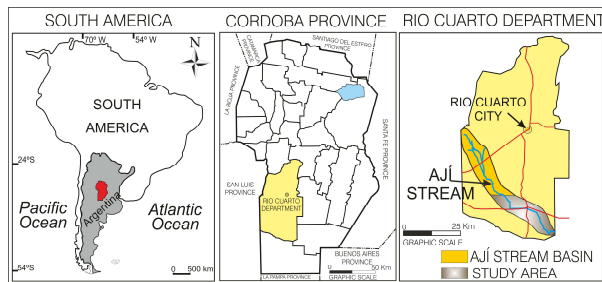 SOUTH AMERICA
70° W 54° W
N
SOUTH
AMERICA
24°S
Argentina
Pacific
Ocean
Atlantic
Ocean
54°S
0 500 km
CORDOBA PROVINCE
CATAMARCA
PROVINCE
SANTIAGO DEL ESTERO
PROVINCE
LA RIOJA PROVINCE
SANTA FE PROVINCE
SAN LUIS
PROVINCE
RIO CUARTO
DEPARTMENT
BUENOS AIRES
PROVINCE
0 50 Km
LA PAMPA PROVINCE
GRAPHIC SCALE
RIO CUARTO DEPARTMENT
RIO CUARTO
CITY
AJÍ
STREAM
0 25 Km
GRAPHIC SCALE
AJÍ STREAM BASIN
STUDY AREA